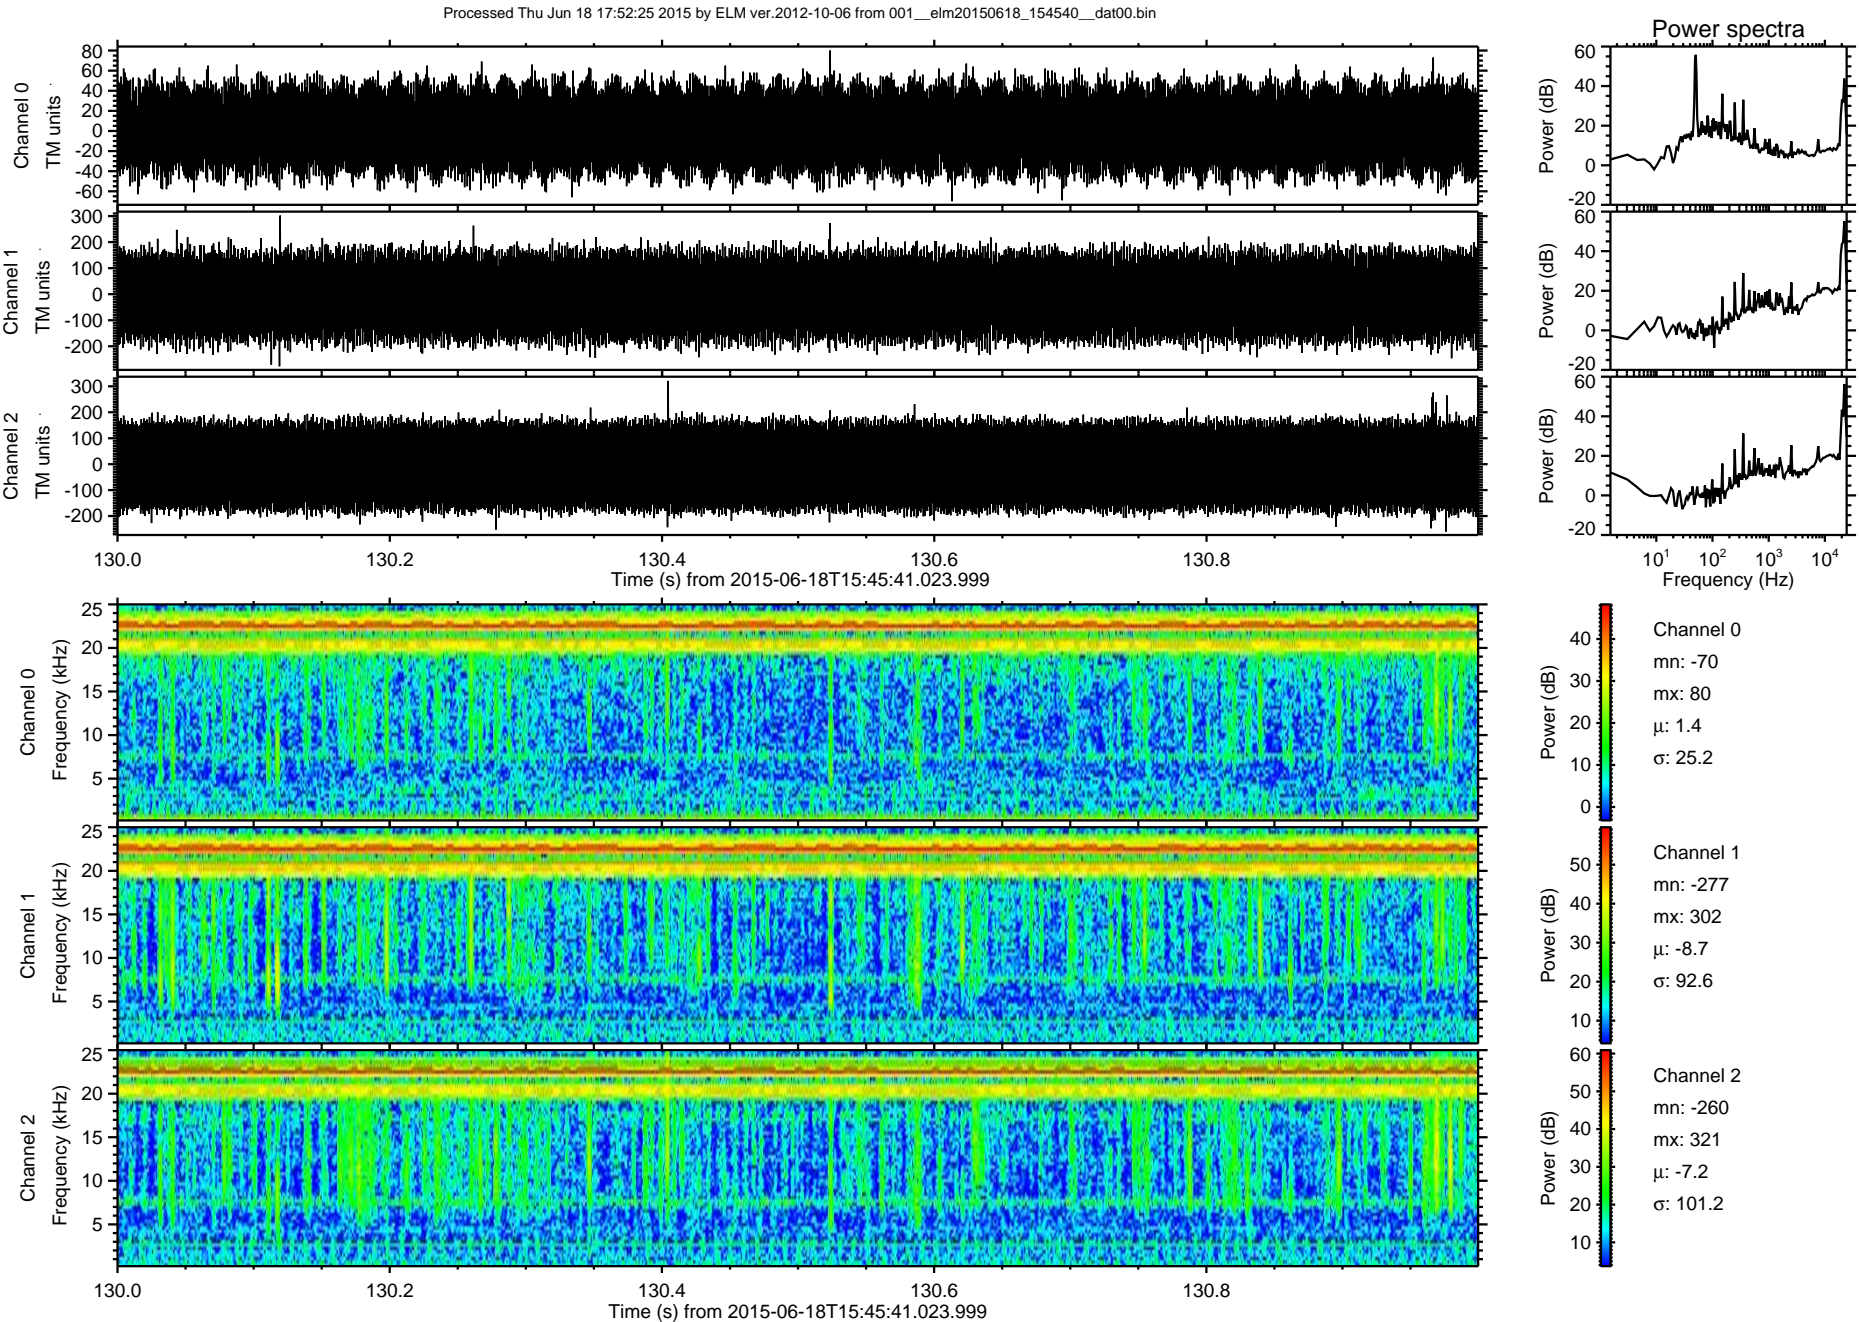 Processed Thu Jun 18 17:52:25 2015 by ELM ver.2012-10-06 from 001__elm20150618_154540__dat00.bin
Power spectra
Channel 0
TM units
80
60
40
20
0
-20
-40
-60
Power (dB)
60
40
20
0
-20
Channel 1
TM units
300
200
100
0
-100
-200
Power (dB)
60
40
20
0
-20
Channel 2
TM units
300
200
100
0
-100
-200
Power (dB)
60
40
20
0
-20
130.0 130.2 130.4 130.6 130.8
Time (s) from 2015-06-18T15:45:41.023.999
10^1 10^2 10^3 10^4
Frequency (Hz)
Channel 0
Frequency (kHz)
25
20
15
10
5
Power (dB)
40
30
20
10
0
Channel 0
mn: -70
mx: 80
μ: 1.4
σ: 25.2
Channel 1
Frequency (kHz)
25
20
15
10
5
Power (dB)
50
40
30
20
10
Channel 1
mn: -277
mx: 302
μ: -8.7
σ: 92.6
Channel 2
Frequency (kHz)
25
20
15
10
5
Power (dB)
60
50
40
30
20
10
Channel 2
mn: -260
mx: 321
μ: -7.2
σ: 101.2
130.0 130.2 130.4 130.6 130.8
Time (s) from 2015-06-18T15:45:41.023.999